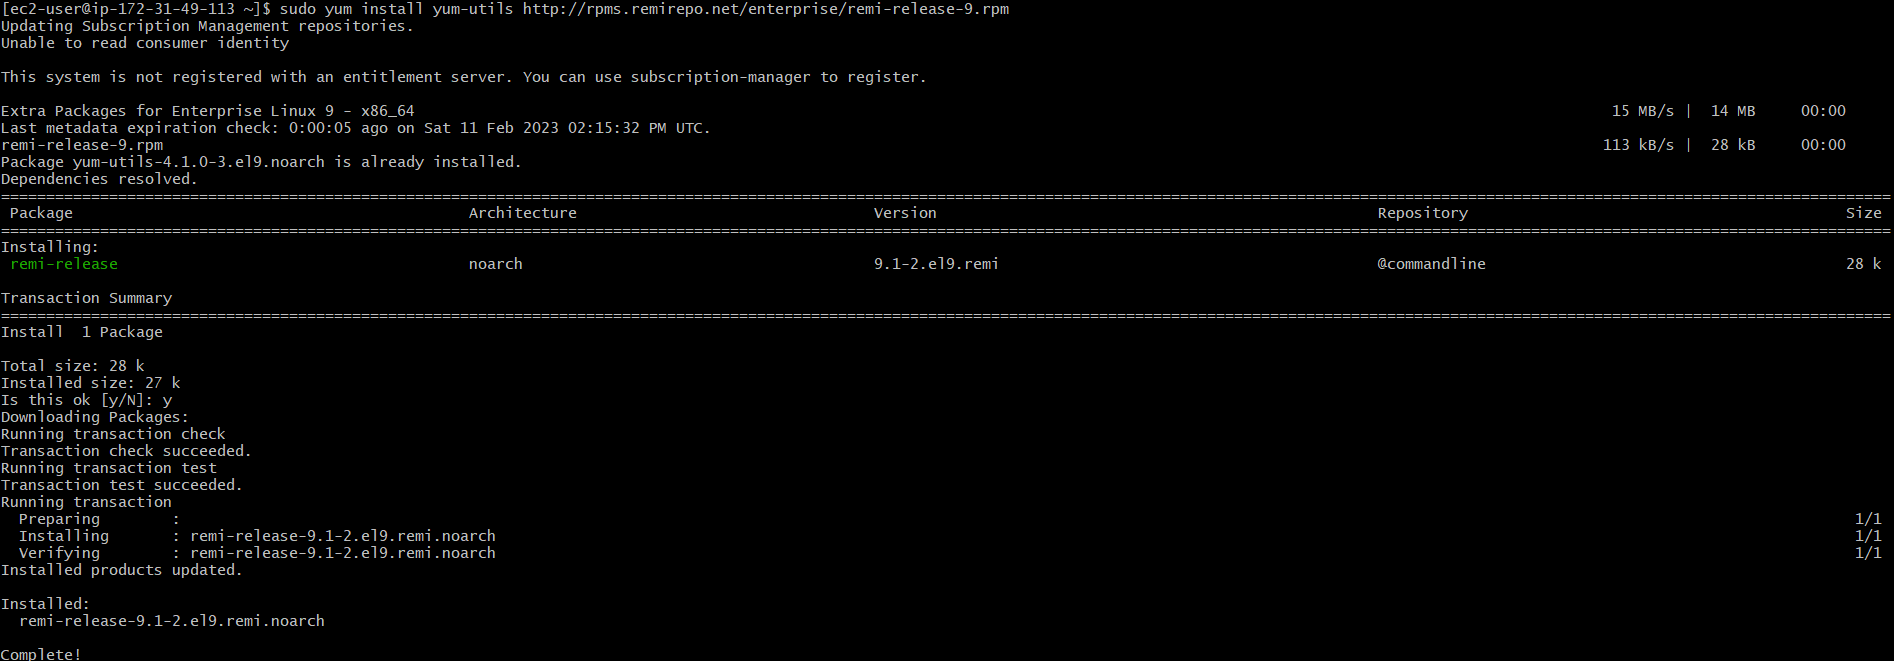 [ec2-user@ip-172-31-49-113 ~]$ sudo yum install yum-utils http://rpms.remirepo.net/enterprise/remi-release-9.rpm
Updating Subscription Management repositories.
Unable to read consumer identity
This system is not registered with an entitlement server. You can use subscription-manager to register.
Extra Packages for Enterprise Linux 9 - x86_64 15 MB/s | 14 MB 00:00
Last metadata expiration check: 0:00:05 ago on Sat 11 Feb 2023 02:15:32 PM UTC.
remi-release-9.rpm 113 kB/s | 28 kB 00:00
Package yum-utils-4.1.0-3.el9.noarch is already installed.
Dependencies resolved.
Package Architecture Version Repository Size
Installing:
remi-release noarch 9.1-2.el9.remi @commandline 28 k
Transaction Summary
Install 1 Package
Total size: 28 k
Installed size: 27 k
Is this ok [y/N]: y
Downloading Packages:
Running transaction check
Transaction check succeeded.
Running transaction test
Transaction test succeeded.
Running transaction
Preparing : 1/1
Installing : remi-release-9.1-2.el9.remi.noarch 1/1
Verifying : remi-release-9.1-2.el9.remi.noarch 1/1
Installed products updated.
Installed:
remi-release-9.1-2.el9.remi.noarch
Complete!